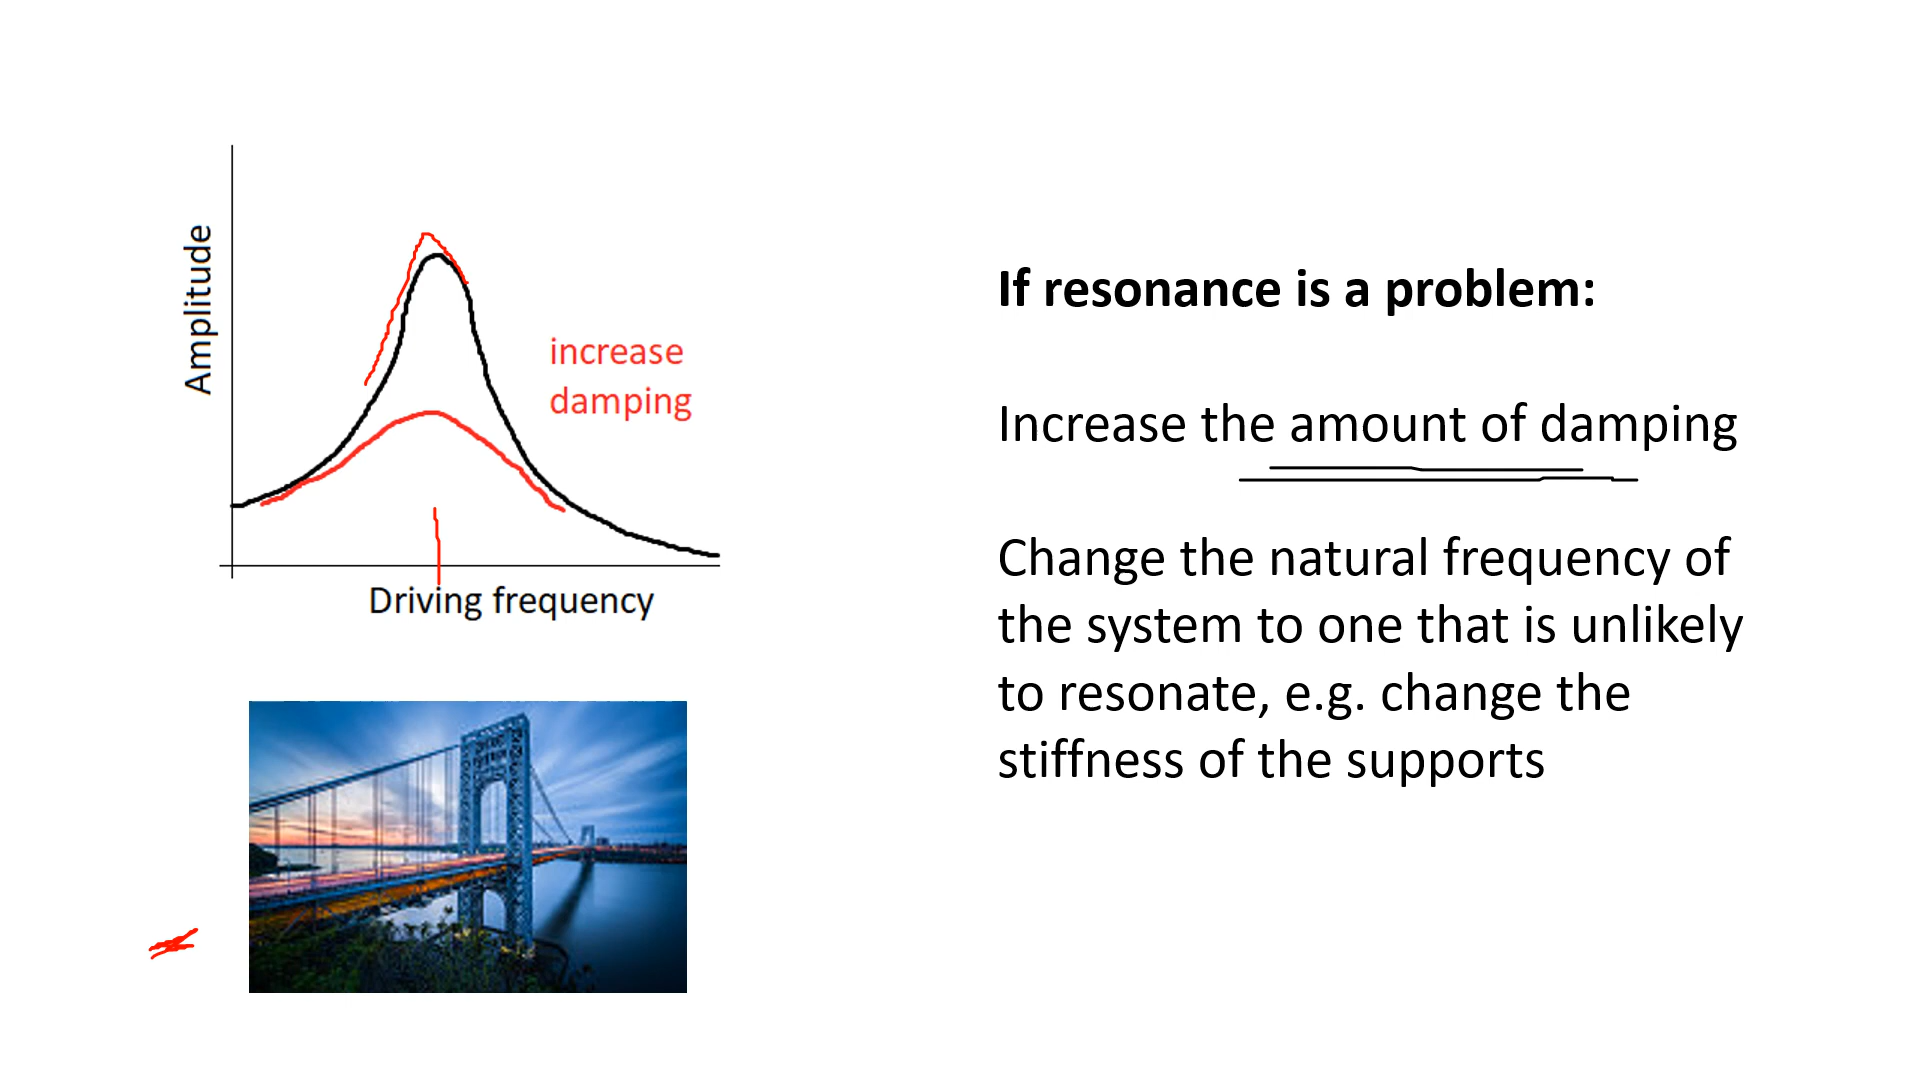 Amplitude
increase
damping
Driving frequency
If resonance is a problem:
Increase the amount of damping
Change the natural frequency of
the system to one that is unlikely
to resonate, e.g. change the
stiffness of the supports